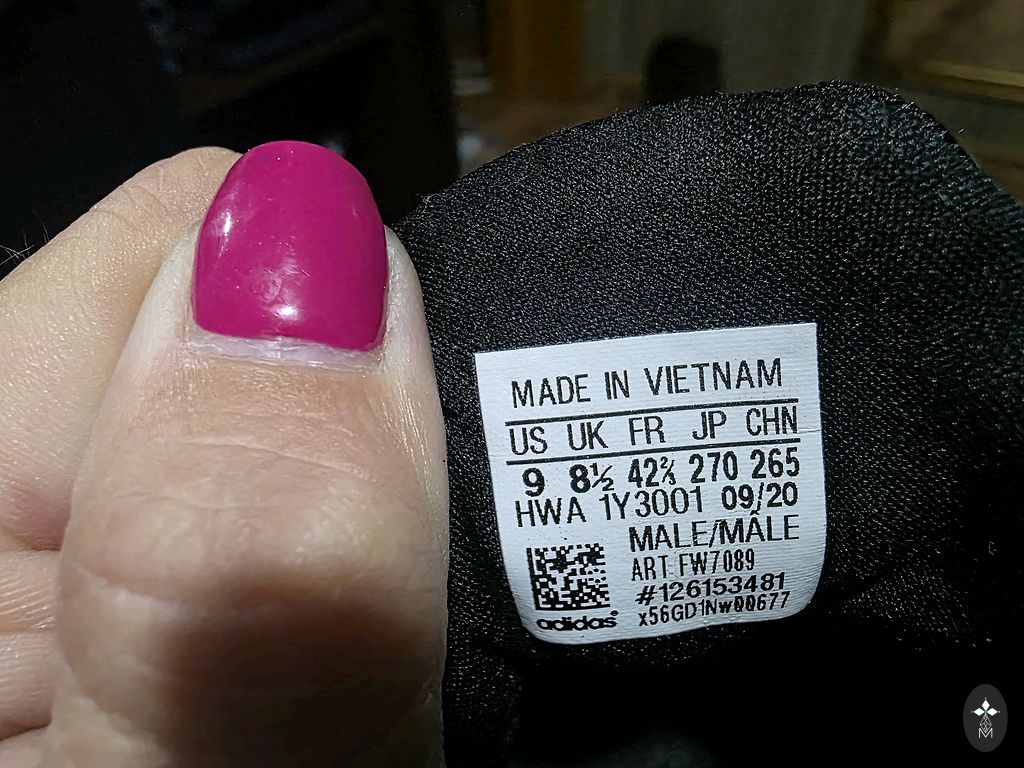 MADE IN VIETNAM
US UK FR JP CHN
9 8½ 42⅔ 270 265
HWA 1Y3001 09/20
MALE/MÂLE
ART FW7089
#126153481
adidas® x56GD1NwQQ677
M